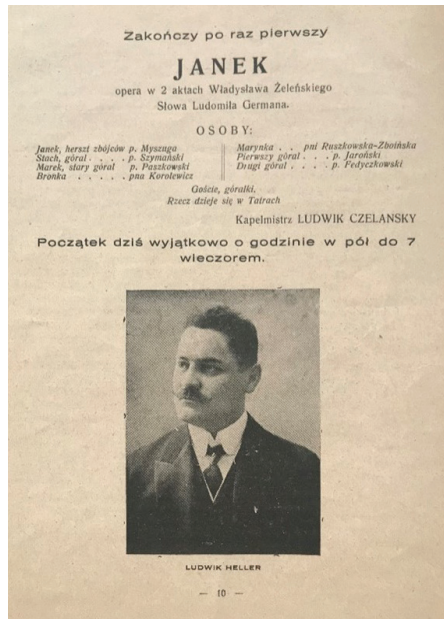 Zakończy po raz pierwszy
JANEK
opera w 2 aktach Władysława Żeleńskiego
Słowa Ludomila Germana.
OSOBY:
Janek, herszt zbójców p. Myszuga
Stach, góral . . . . p. Szymański
Marek, stary góral p. Paszkowski
Bronka . . . . . pna Korolewicz
Marynka . . pni Ruszkowska-Zboińska
Pierwszy góral . . . p. Jaroński
Drugi góral . . . . p. Fedyczkowski
Goście, góralki.
Rzecz dzieje się w Tatrach
Kapelmistrz LUDWIK CZELANSKY
Początek dziś wyjątkowo o godzinie w pół do 7
wieczorem.
LUDWIK HELLER
— 10 —